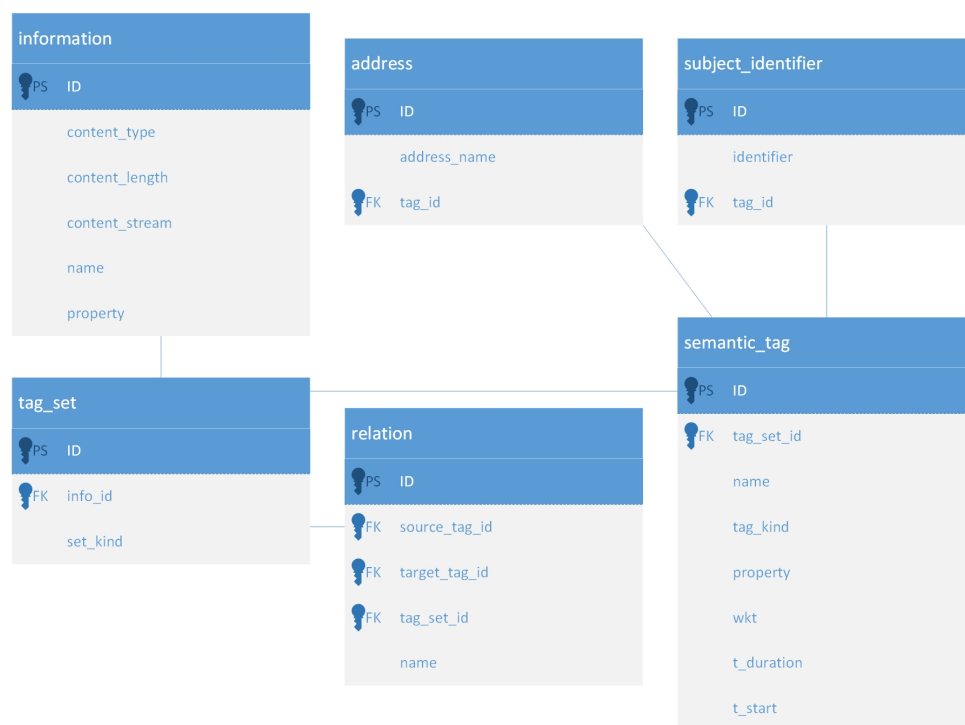 information
PS ID
content_type
content_length
content_stream
name
property
address
PS ID
address_name
FK tag_id
subject_identifier
PS ID
identifier
FK tag_id
tag_set
PS ID
FK info_id
set_kind
relation
PS ID
FK source_tag_id
FK target_tag_id
FK tag_set_id
name
semantic_tag
PS ID
FK tag_set_id
name
tag_kind
property
wkt
t_duration
t_start